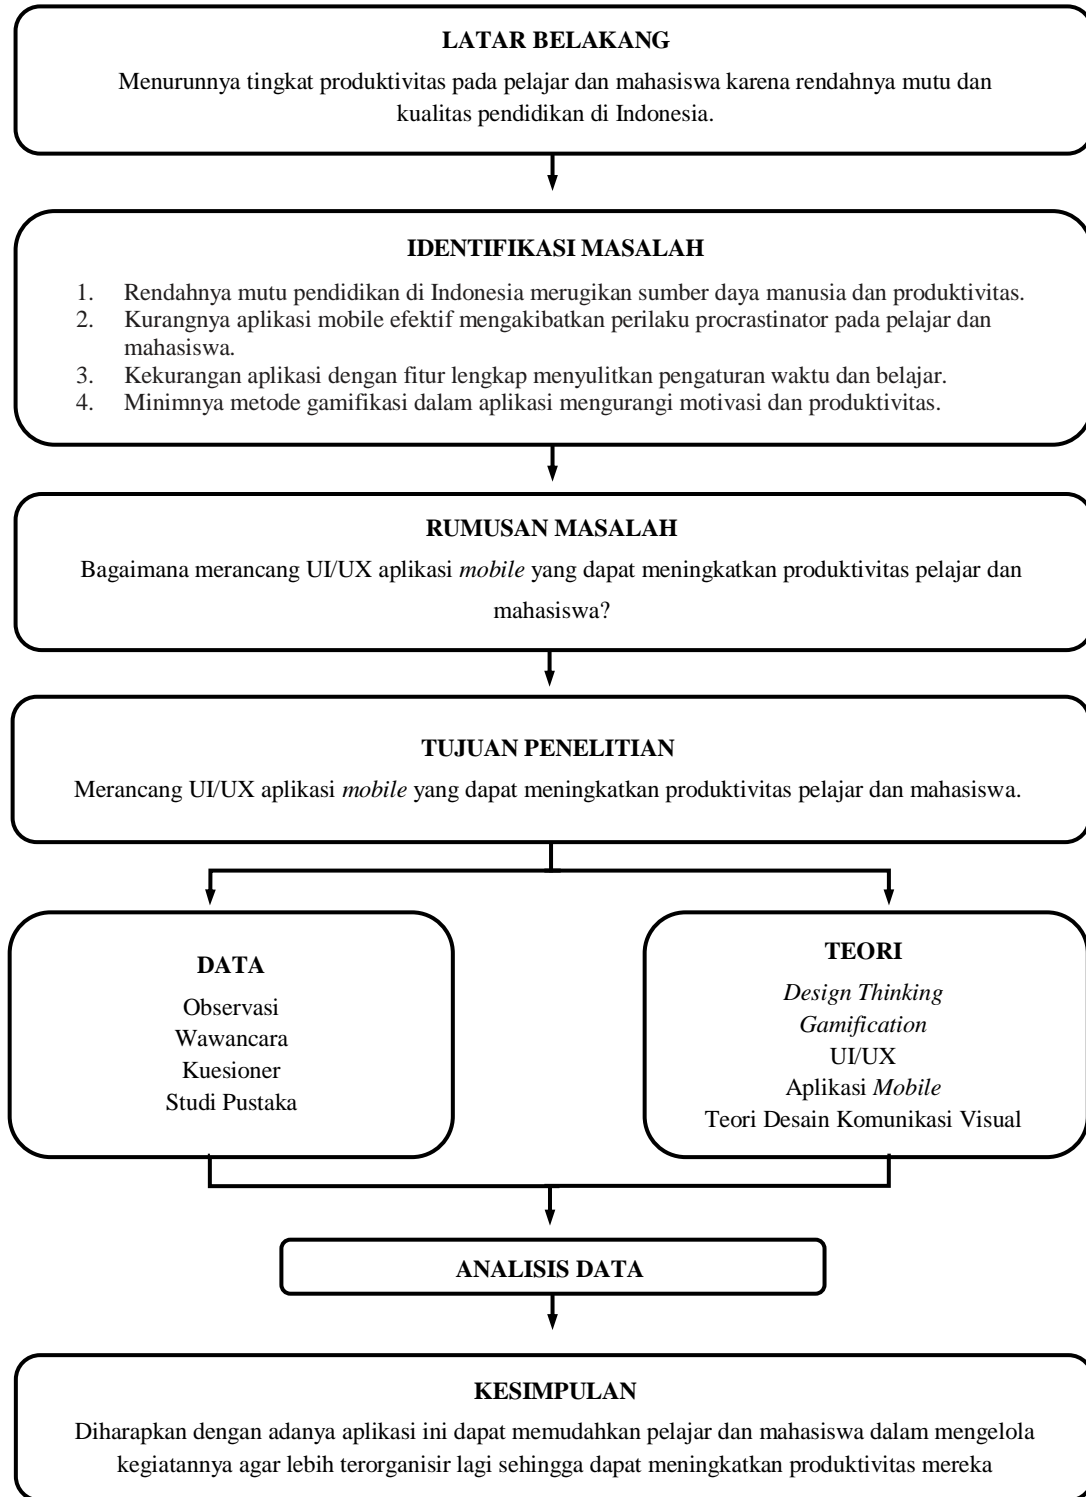 LATAR BELAKANG
Menurunnya tingkat produktivitas pada pelajar dan mahasiswa karena rendahnya mutu dan
kualitas pendidikan di Indonesia.
IDENTIFIKASI MASALAH
1. Rendahnya mutu pendidikan di Indonesia merugikan sumber daya manusia dan produktivitas.
2. Kurangnya aplikasi mobile efektif mengakibatkan perilaku procrastinator pada pelajar dan
mahasiswa.
3. Kekurangan aplikasi dengan fitur lengkap menyulitkan pengaturan waktu dan belajar.
4. Minimnya metode gamifikasi dalam aplikasi mengurangi motivasi dan produktivitas.
RUMUSAN MASALAH
Bagaimana merancang UI/UX aplikasi mobile yang dapat meningkatkan produktivitas pelajar dan
mahasiswa?
TUJUAN PENELITIAN
Merancang UI/UX aplikasi mobile yang dapat meningkatkan produktivitas pelajar dan mahasiswa.
DATA
Observasi
Wawancara
Kuesioner
Studi Pustaka
TEORI
Design Thinking
Gamification
UI/UX
Aplikasi Mobile
Teori Desain Komunikasi Visual
ANALISIS DATA
KESIMPULAN
Diharapkan dengan adanya aplikasi ini dapat memudahkan pelajar dan mahasiswa dalam mengelola
kegiatannya agar lebih terorganisir lagi sehingga dapat meningkatkan produktivitas mereka